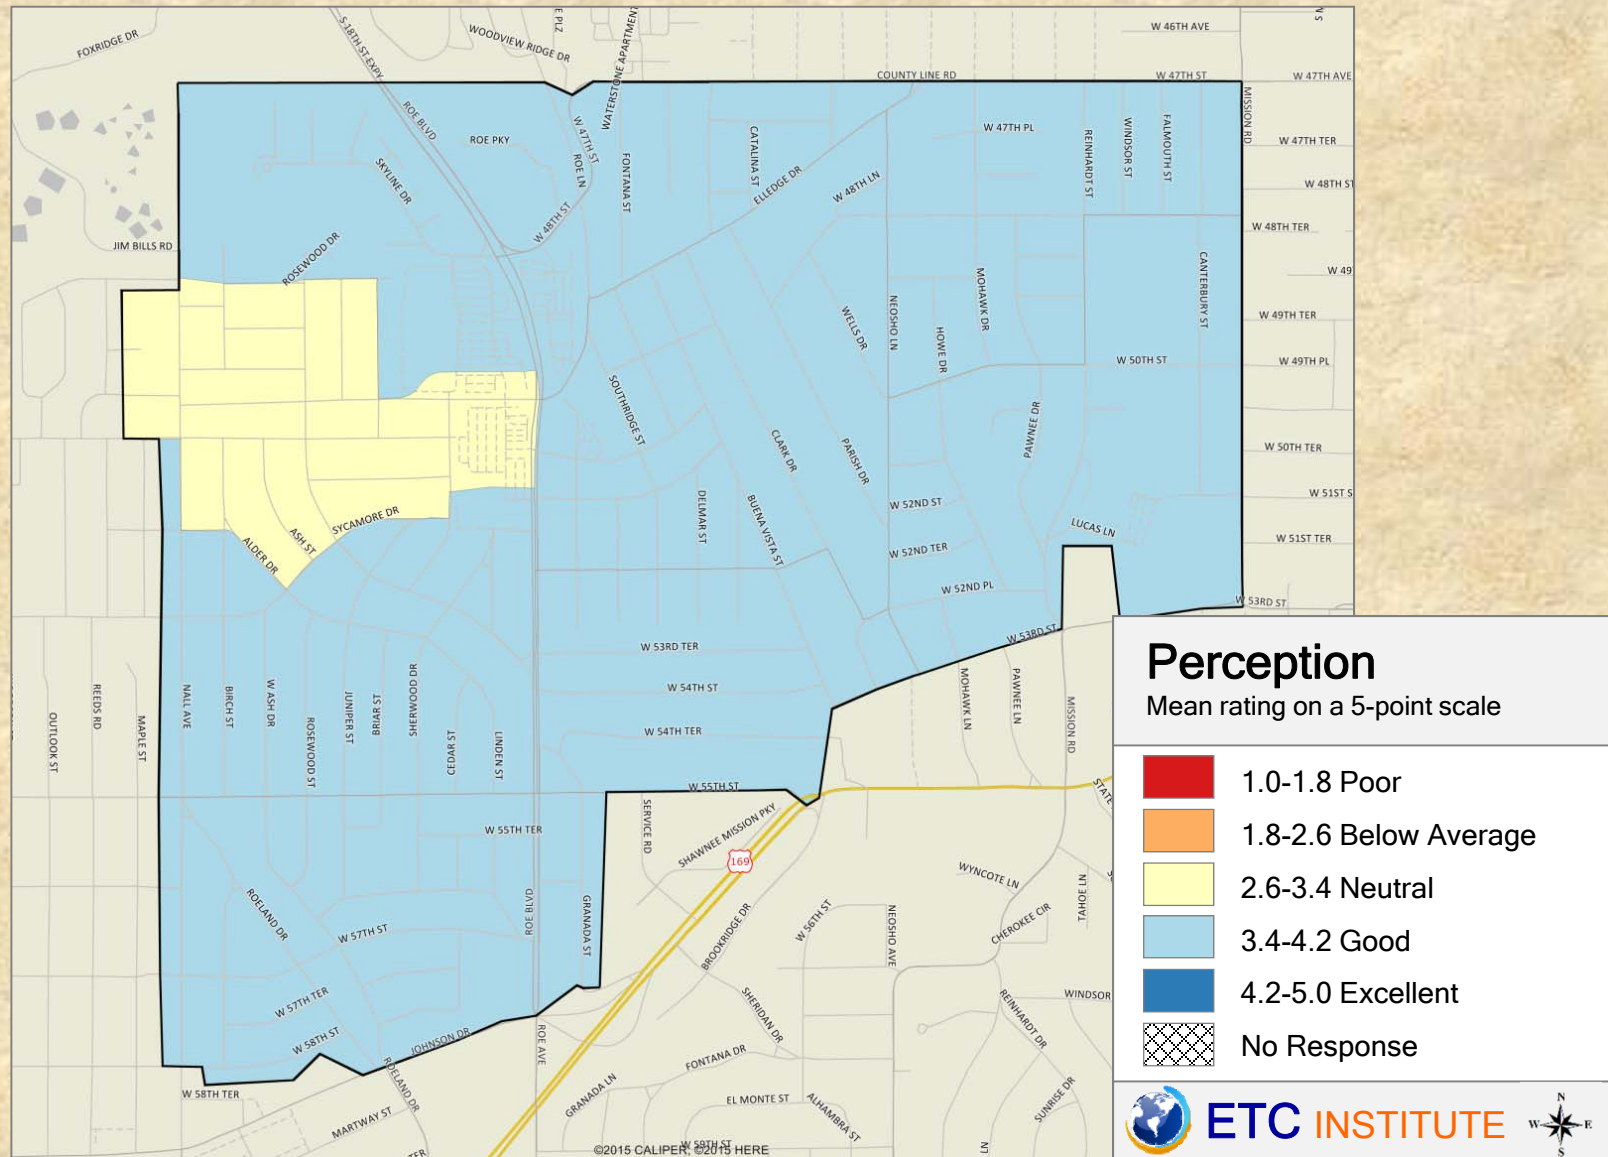 FOXRIDGE DR
S 18TH ST EXPY
WOODVIEW RIDGE DR
E PLZ
WATERSTONE APARTMENT
W 46TH AVE
COUNTY LINE RD
W 47TH ST
W 47TH AVE
MISSION RD
ROE BLVD
ROE PKY
W 47TH ST
ROE LN
FONTANA ST
CATALINA ST
W 47TH PL
REINHARDT ST
WINDSOR ST
FALMOUTH ST
W 47TH TER
SKYLINE DR
ELLEDGE DR
W 48TH LN
W 48TH ST
W 48TH ST
W 48TH TER
JIM BILLS RD
ROSEWOOD DR
CANTERBURY ST
W 49
MOHAWK DR
NEOSHO LN
WELLS DR
HOWE DR
W 49TH TER
W 50TH ST
W 49TH PL
SOUTHRIDGE ST
CLARK DR
PARISH DR
PAWNEE DR
W 50TH TER
W 51ST S
DELMAR ST
BUENA VISTA ST
W 52ND ST
LUCAS LN
SYCAMORE DR
ASH ST
ALDER DR
W 52ND TER
W 51ST TER
W 52ND PL
W 53RD ST
W 53RD ST
W 53RD TER
W 54TH ST
W 54TH TER
OUTLOOK ST
REEDS RD
MAPLE ST
NALL AVE
BIRCH ST
W ASH DR
ROSEWOOD ST
JUNIPER ST
BRIAR ST
SHERWOOD DR
CEDAR ST
LINDEN ST
MOHAWK LN
PAWNEE LN
MISSION RD
W 55TH ST
W 55TH TER
SERVICE RD
SHAWNEE MISSION PKY
169
STATE
WYNCOTE LN
TAHOE LN
ROELAND DR
W 57TH ST
ROE BLVD
GRANADA ST
BROOKRIDGE DR
W 56TH ST
NEOSHO AVE
CHEROKEE CIR
W 57TH TER
W 58TH ST
JOHNSON DR
SHERIDAN DR
REINHARDT DR
WINDSOR
ROE AVE
ROELAND DR
W 58TH TER
MARTWAY ST
GRANADA LN
FONTANA DR
EL MONTE ST
ALHAMBRA ST
SUNRISE DR
W 59TH ST
©2015 CALIPER; ©2015 HERE
Perception
Mean rating on a 5-point scale
1.0-1.8 Poor
1.8-2.6 Below Average
2.6-3.4 Neutral
3.4-4.2 Good
4.2-5.0 Excellent
No Response
ETC INSTITUTE
N
W E
S